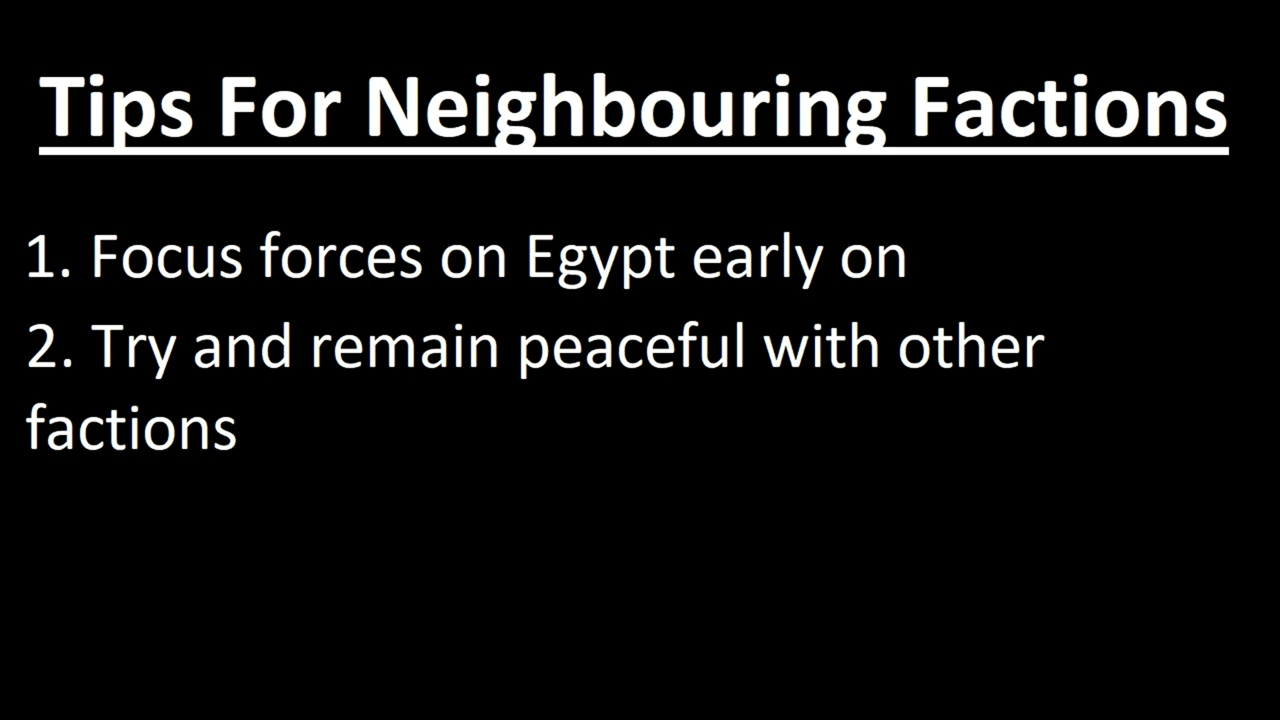 Tips For Neighbouring Factions
1. Focus forces on Egypt early on
2. Try and remain peaceful with other
factions